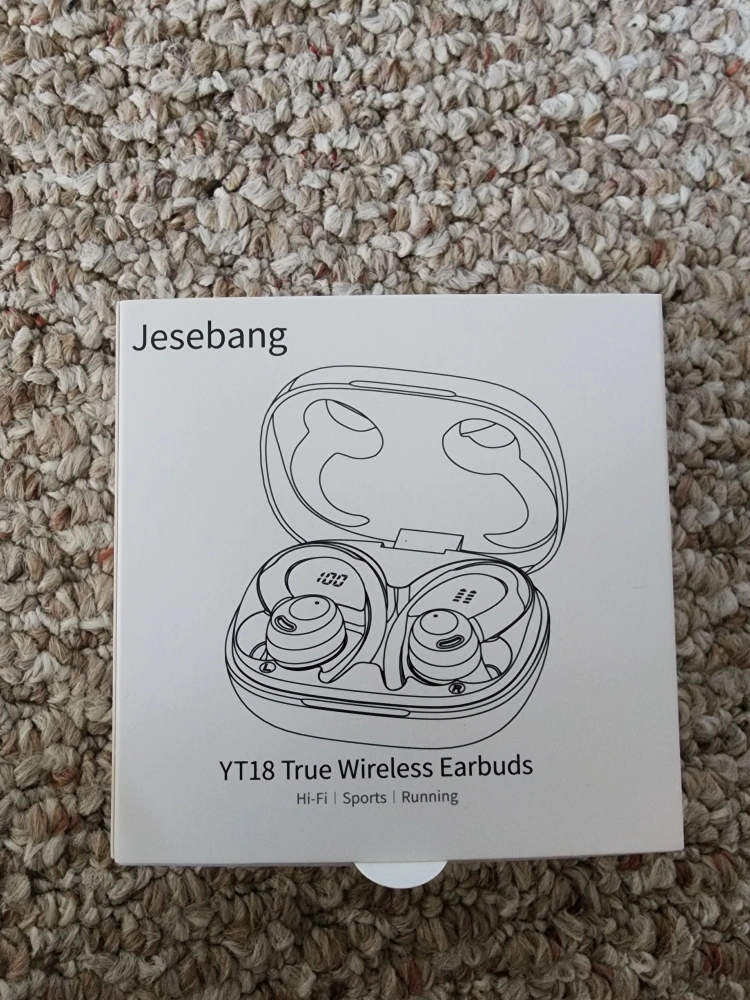 Jesebang
100
L
R
YT18 True Wireless Earbuds
Hi-Fi | Sports | Running